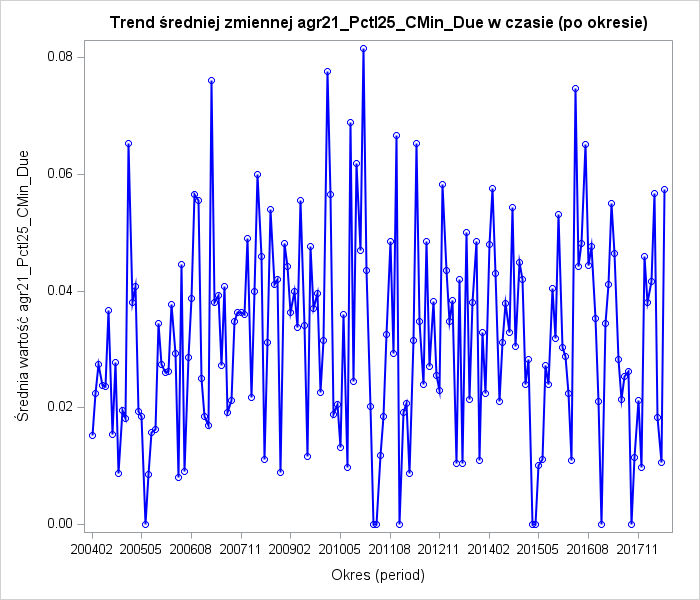 Trend średniej zmiennej agr21_Pctl25_CMin_Due w czasie (po okresie)
Średnia wartość agr21_Pctl25_CMin_Due
0.08
0.06
0.04
0.02
0.00
200402 200505 200608 200711 200902 201005 201108 201211 201402 201505 201608 201711
Okres (period)